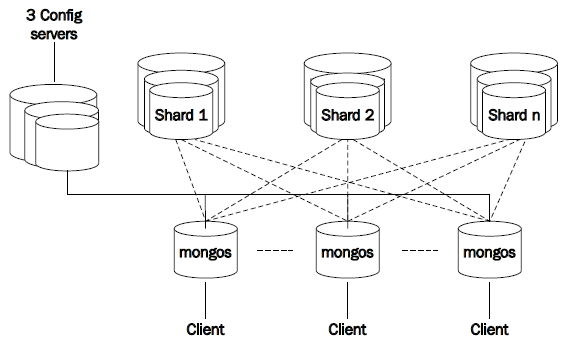 3 Config
servers
Shard 1
Shard 2
Shard n
mongos
mongos
mongos
Client
Client
Client